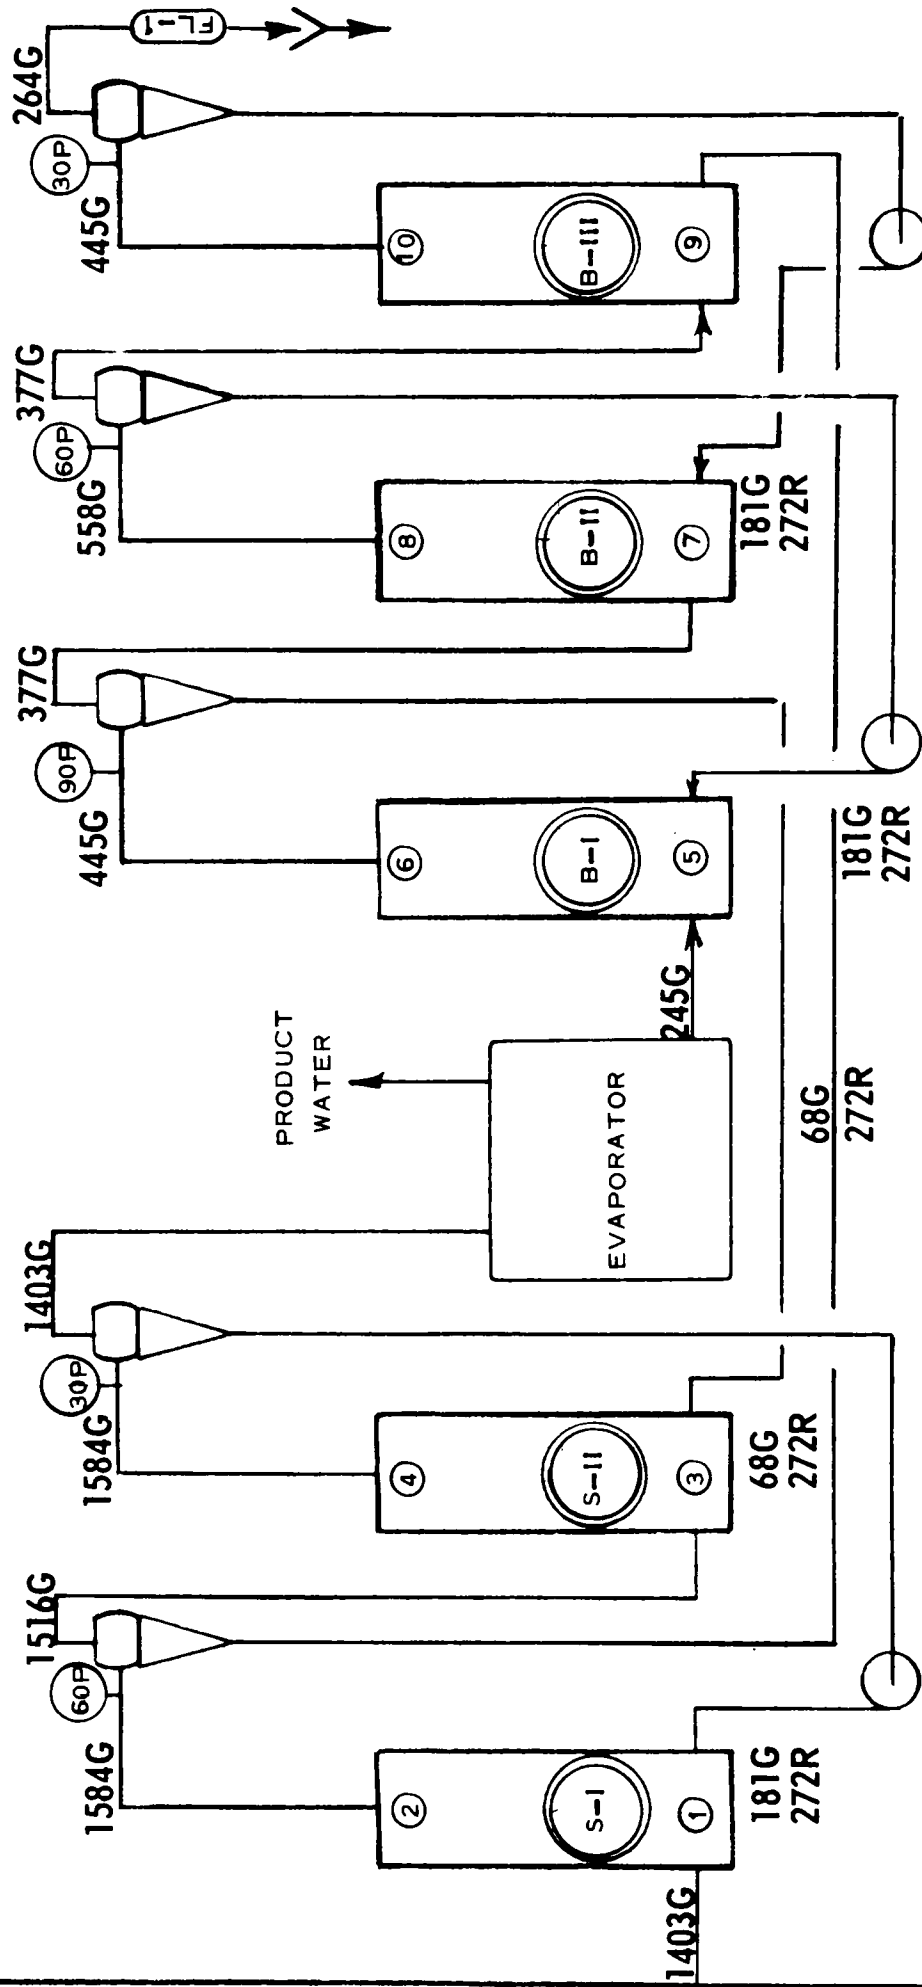 1403G
1
2
S-I
181G
272R
1584G
60P
1516G
3
4
S-II
68G
272R
1584G
30P
1403G
EVAPORATOR
PRODUCT
WATER
245G
68G
272R
5
6
B-I
181G
272R
445G
90P
377G
7
8
B-II
181G
272R
558G
60P
377G
9
10
B-III
445G
30P
264G
FL-1